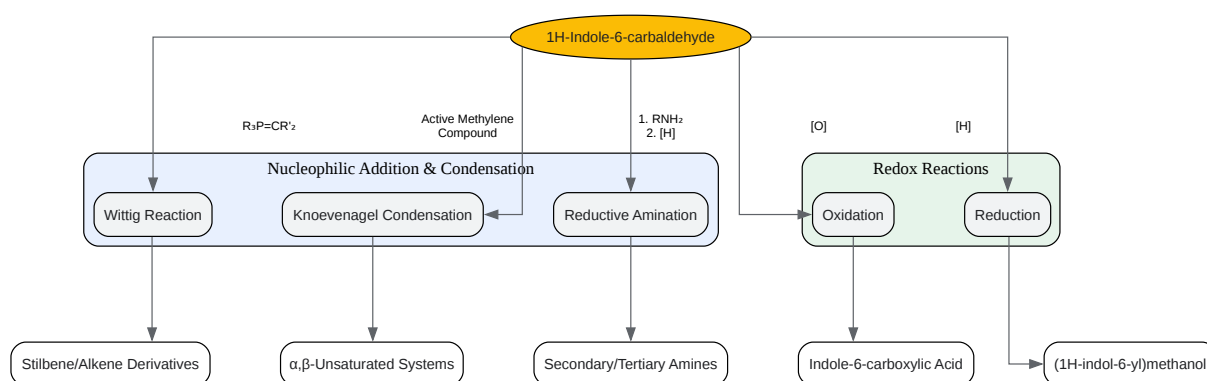 1H-Indole-6-carbaldehyde
R₃P=CR'₂
Active Methylene
Compound
1. RNH₂
2. [H]
[O]
[H]
Nucleophilic Addition & Condensation
Redox Reactions
Wittig Reaction
Knoevenagel Condensation
Reductive Amination
Oxidation
Reduction
Stilbene/Alkene Derivatives
α,β-Unsaturated Systems
Secondary/Tertiary Amines
Indole-6-carboxylic Acid
(1H-indol-6-yl)methanol